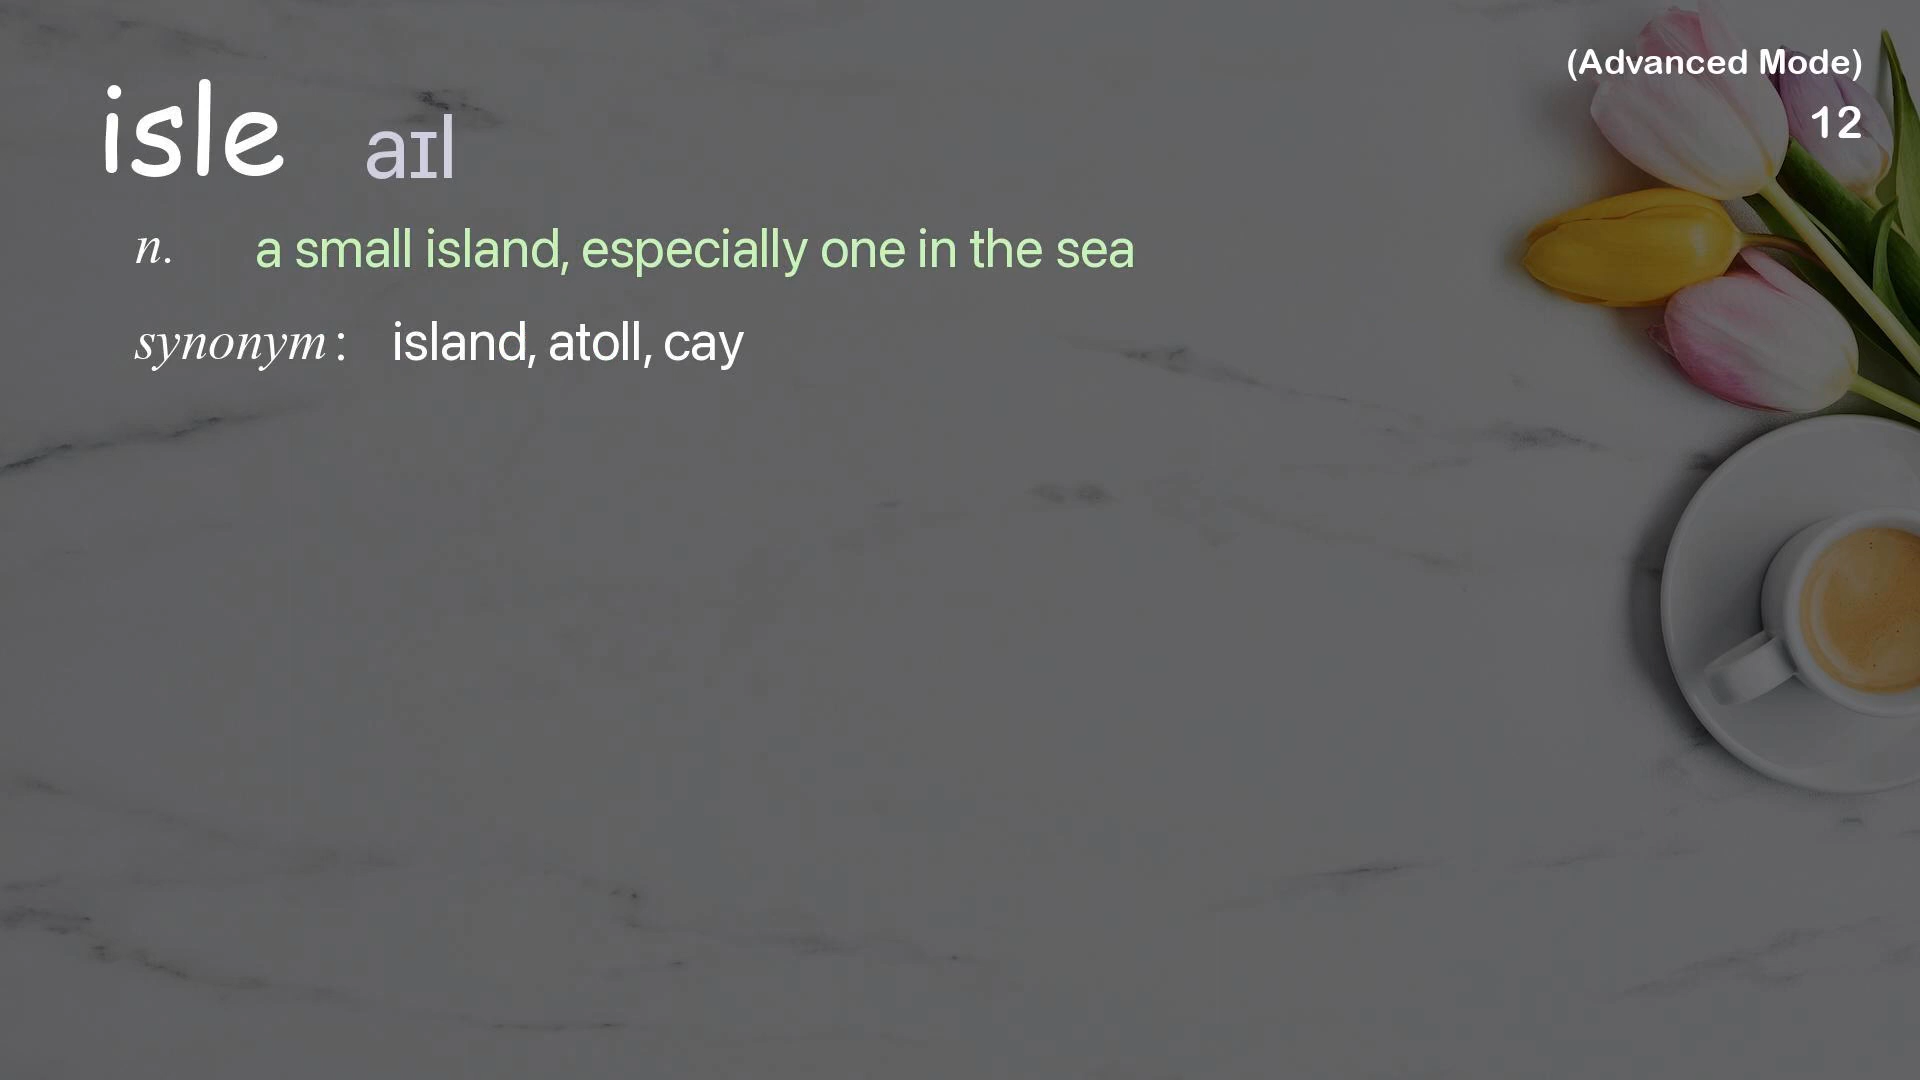 (Advanced Mode)
12
isle aɪl
n. a small island, especially one in the sea
synonym: island, atoll, cay